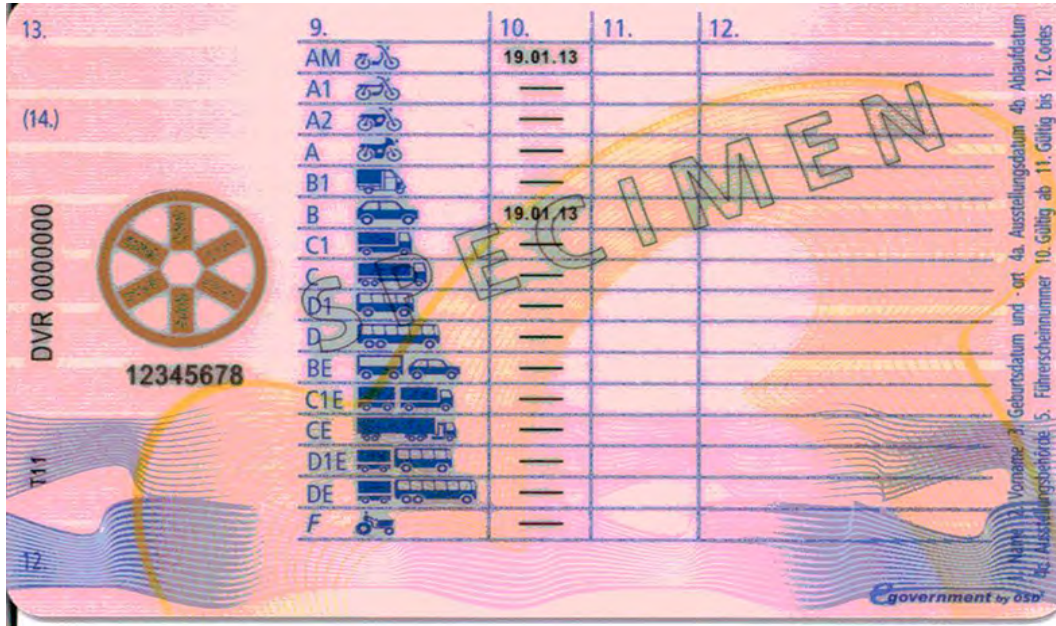 13.
(14.)
DVR 0000000
12345678
T11
12.
9. 10. 11. 12.
AM 19.01.13
A1 —
A2 —
A —
B1 —
B 19.01.13
C1 —
C —
D1 —
D —
BE —
C1E —
CE —
D1E —
DE —
F —
SPECIMEN
1. Name 2. Vorname 3. Geburtsdatum und - ort 4a. Ausstellungsdatum 4b. Ablaufdatum
4c. Ausstellungsbehörde 5. Führerscheinnummer 10. Gültig ab 11. Gültig bis 12. Codes
egovernment by OSD